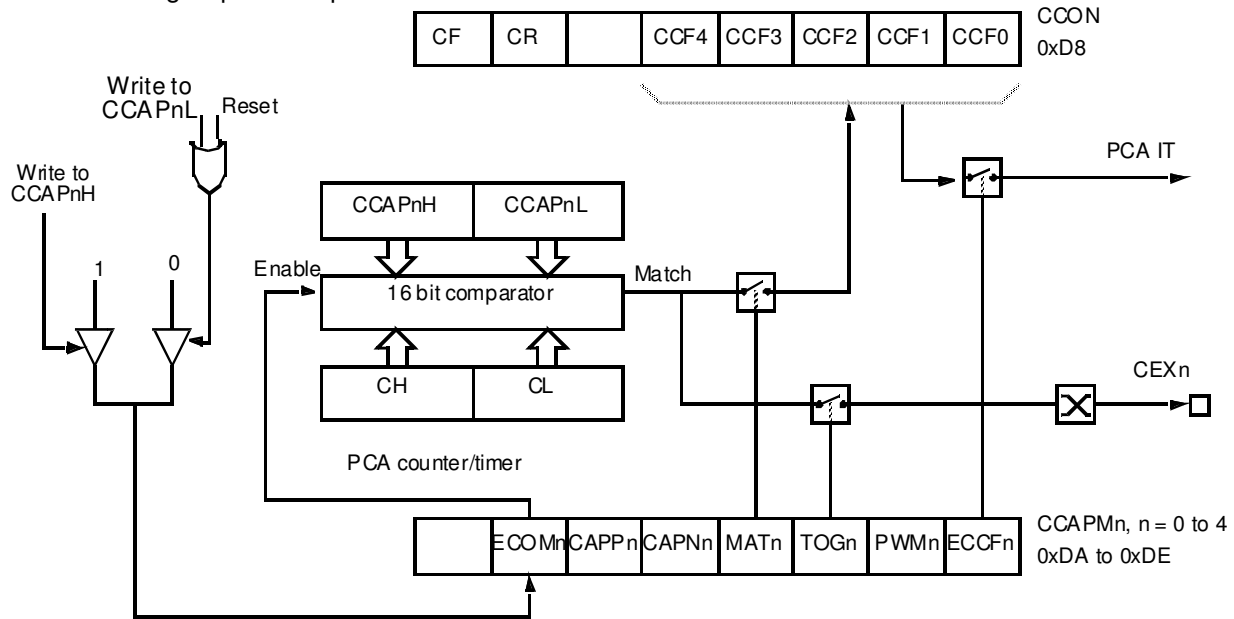 CF CR CCF4 CCF3 CCF2 CCF1 CCF0
CCON
0xD8
Write to
CCAPnL
Reset
Write to
CCAPnH
PCA IT
CCAPnH CCAPnL
1
0
Enable
16 bit comparator
Match
CH CL
CEXn
PCA counter/timer
ECOMn CAPPn CAPNn MATn TOGn PWMn ECCFn
CCAPMn, n = 0 to 4
0xDA to 0xDE